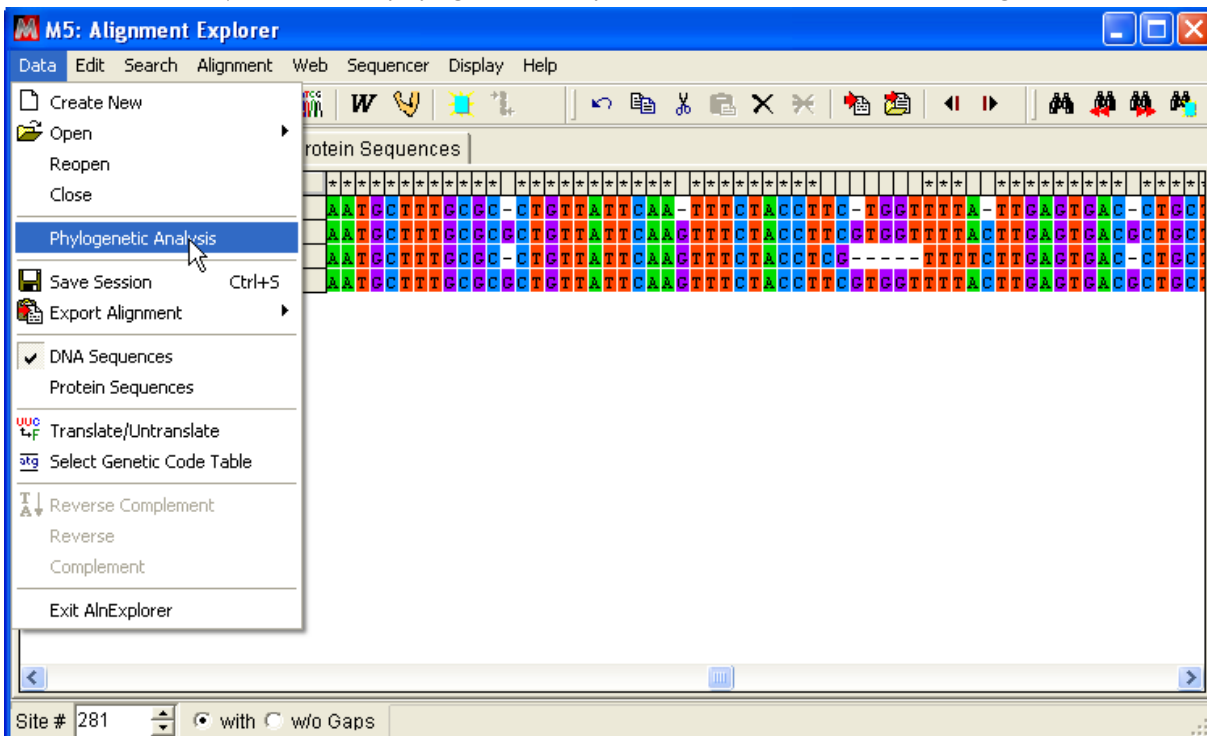 M5: Alignment Explorer
Data Edit Search Alignment Web Sequencer Display Help
W
Create New
Open
Reopen
Close
Phylogenetic Analysis
Save Session Ctrl+S
Export Alignment
DNA Sequences
Protein Sequences
Translate/Untranslate
Select Genetic Code Table
Reverse Complement
Reverse
Complement
Exit AlnExplorer
rotein Sequences
AATGCTTTGCGC-CTGTTATTCAA-TTTCTACCTTC-TGGTTTTA-TTGAGTGAC-CTGC
AATGCTTTGCGCGCTGTTATTCAAGTTTCTACCTTCGTGGTTTTACTTGAGTGACGCTGC
AATGCTTTGCGC-CTGTTATTCAAGTTTCTACCTCG-----TTTTCTTGAGTGAC-CTGC
AATGCTTTGCGCGCTGTTATTCAAGTTTCTACCTTCGTGGTTTTACTTGAGTGACGCTGC
Site # 281 with w/o Gaps